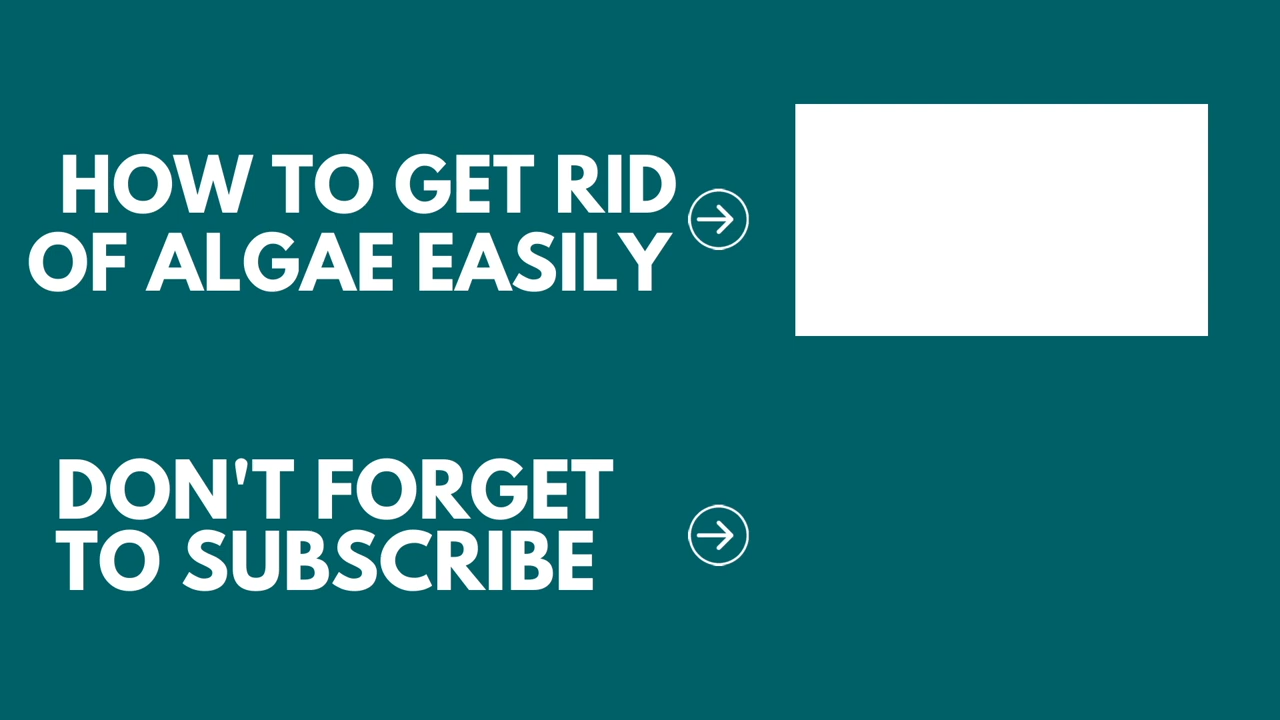 HOW TO GET RID
OF ALGAE EASILY
DON'T FORGET
TO SUBSCRIBE